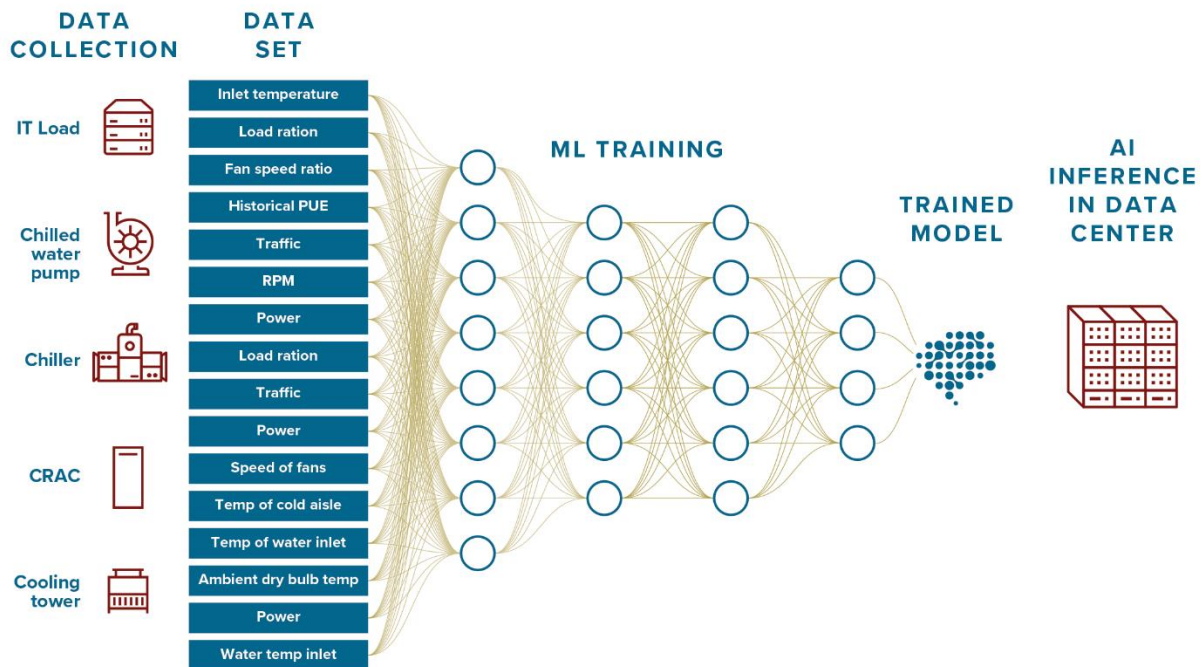 DATA
COLLECTION
DATA
SET
IT Load
Chilled
water
pump
Chiller
CRAC
Cooling
tower
Inlet temperature
Load ration
Fan speed ratio
Historical PUE
Traffic
RPM
Power
Load ration
Traffic
Power
Speed of fans
Temp of cold aisle
Temp of water inlet
Ambient dry bulb temp
Power
Water temp inlet
ML TRAINING
TRAINED
MODEL
AI
INFERENCE
IN DATA
CENTER